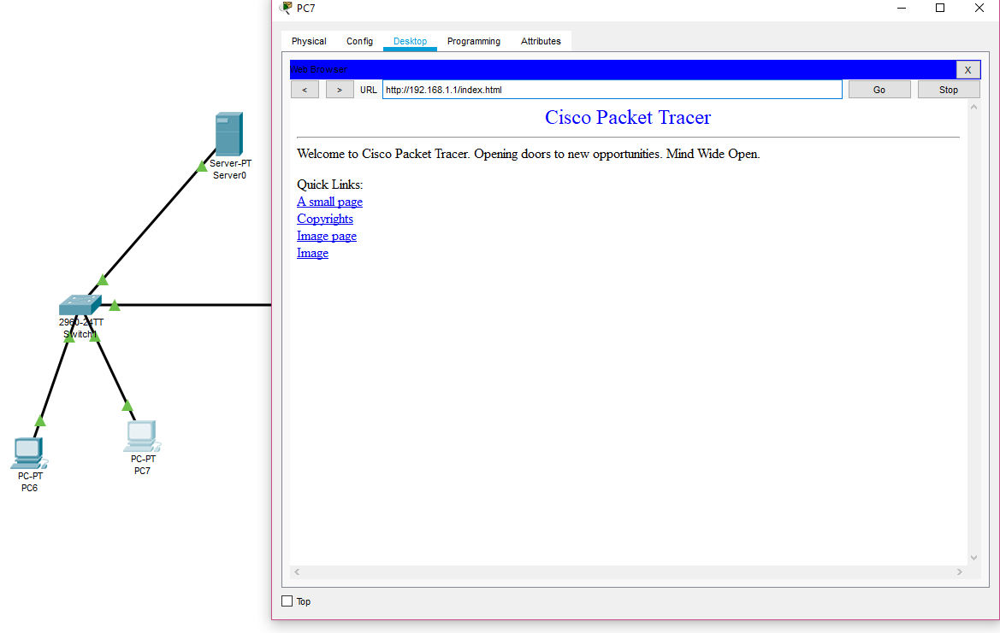 PC7
Physical Config Desktop Programming Attributes
Web Browser
X
< > URL http://192.168.1.1/index.html Go Stop
Cisco Packet Tracer
Welcome to Cisco Packet Tracer. Opening doors to new opportunities. Mind Wide Open.
Quick Links:
A small page
Copyrights
Image page
Image
Top
Server-PT
Server0
2960-24TT
Switch1
PC-PT
PC6
PC-PT
PC7